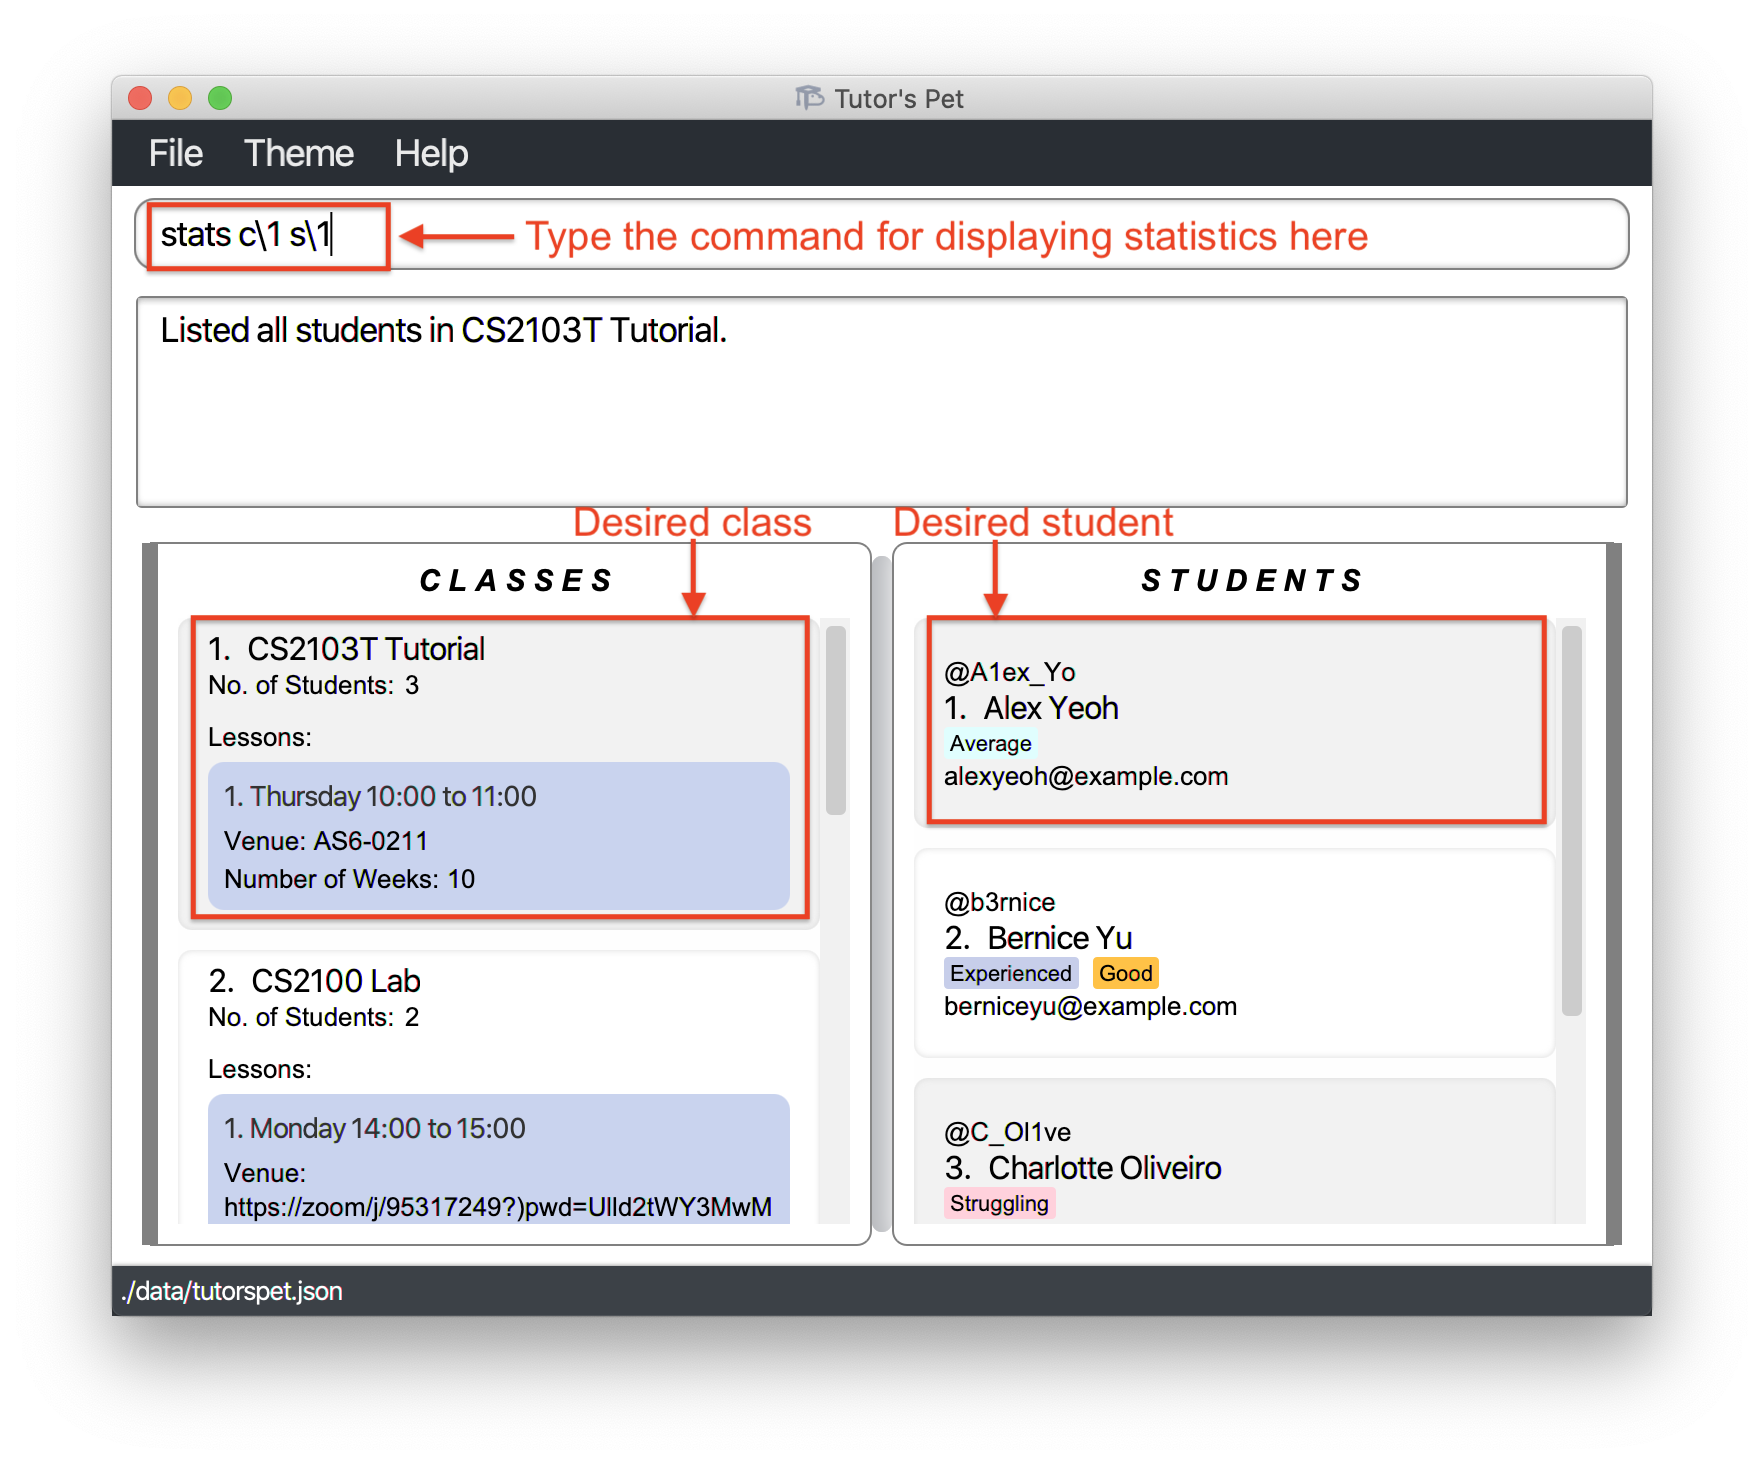 Tutor's Pet
File Theme Help
stats c\1 s\1
Type the command for displaying statistics here
Listed all students in CS2103T Tutorial.
Desired class
Desired student
CLASSES
1. CS2103T Tutorial
No. of Students: 3
Lessons:
1. Thursday 10:00 to 11:00
Venue: AS6-0211
Number of Weeks: 10
2. CS2100 Lab
No. of Students: 2
Lessons:
1. Monday 14:00 to 15:00
Venue:
https://zoom/j/95317249?)pwd=Ulld2tWY3MwM
STUDENTS
@A1ex_Yo
1. Alex Yeoh
Average
alexyeoh@example.com
@b3rnice
2. Bernice Yu
Experienced Good
berniceyu@example.com
@C_Ol1ve
3. Charlotte Oliveiro
Struggling
./data/tutorspet.json